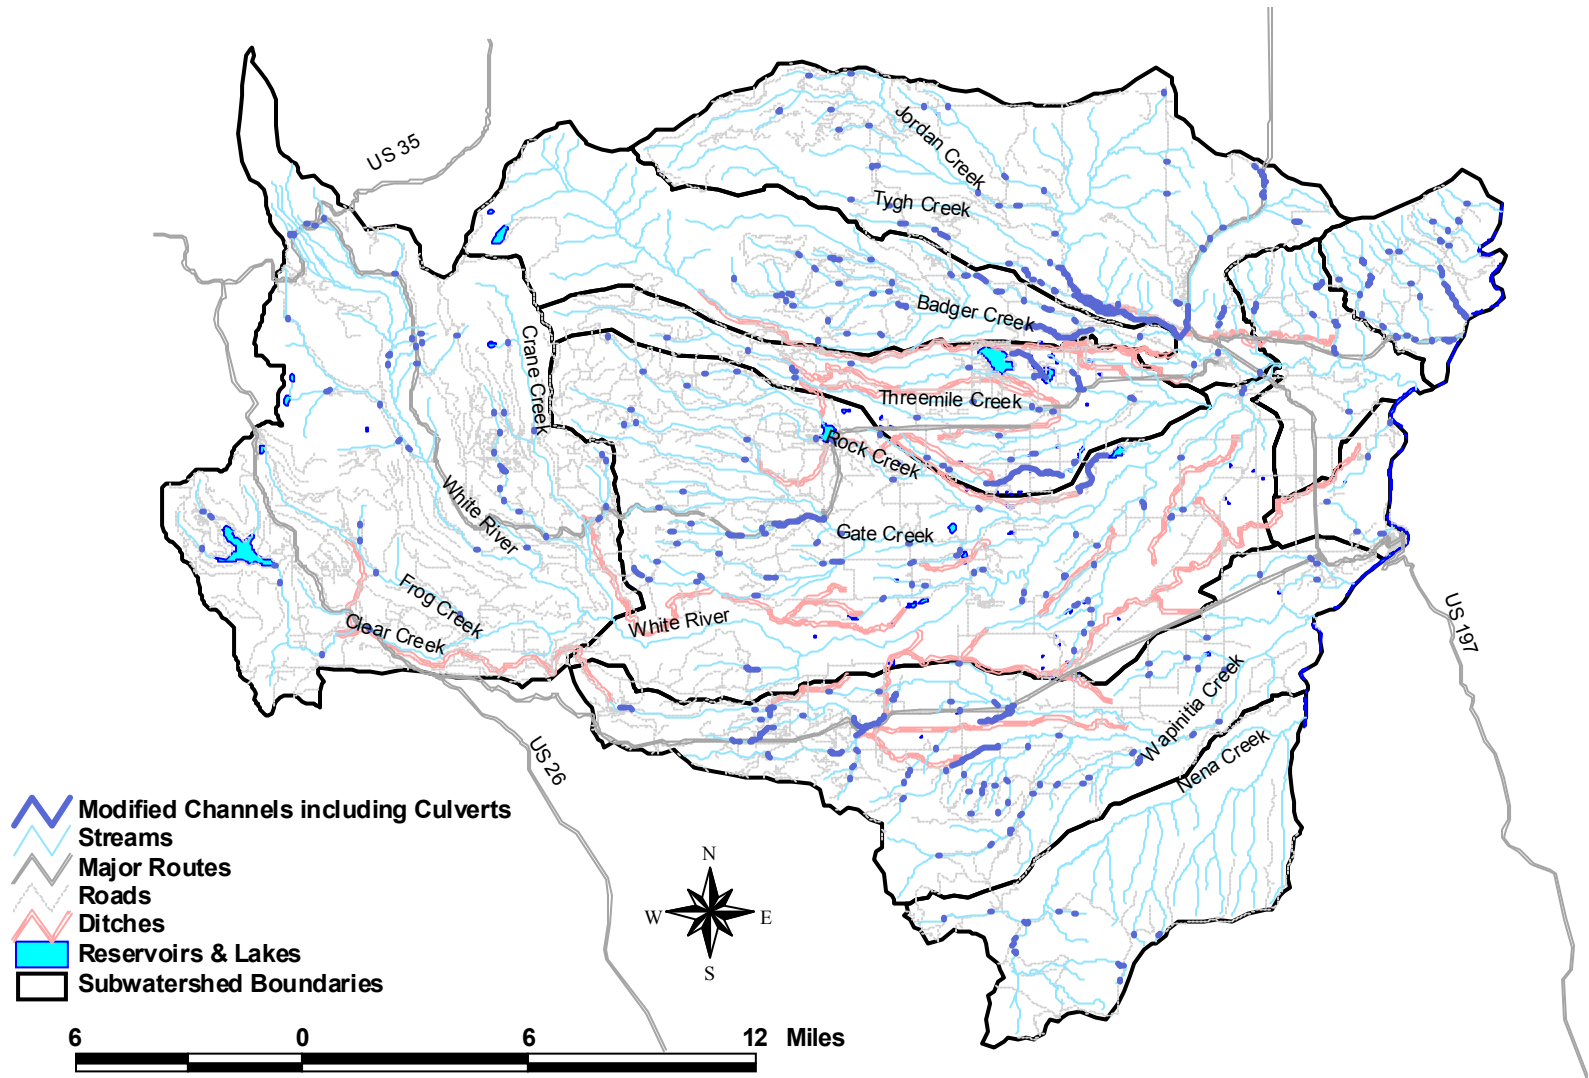 US 35
Jordan Creek
Tygh Creek
Badger Creek
Crane Creek
Threemile Creek
Rock Creek
White River
Gate Creek
Frog Creek
Clear Creek
White River
US 197
Wapinitia Creek
Nena Creek
US 26
Modified Channels including Culverts
Streams
Major Routes
Roads
Ditches
Reservoirs & Lakes
Subwatershed Boundaries
N
W E
S
6 0 6 12 Miles